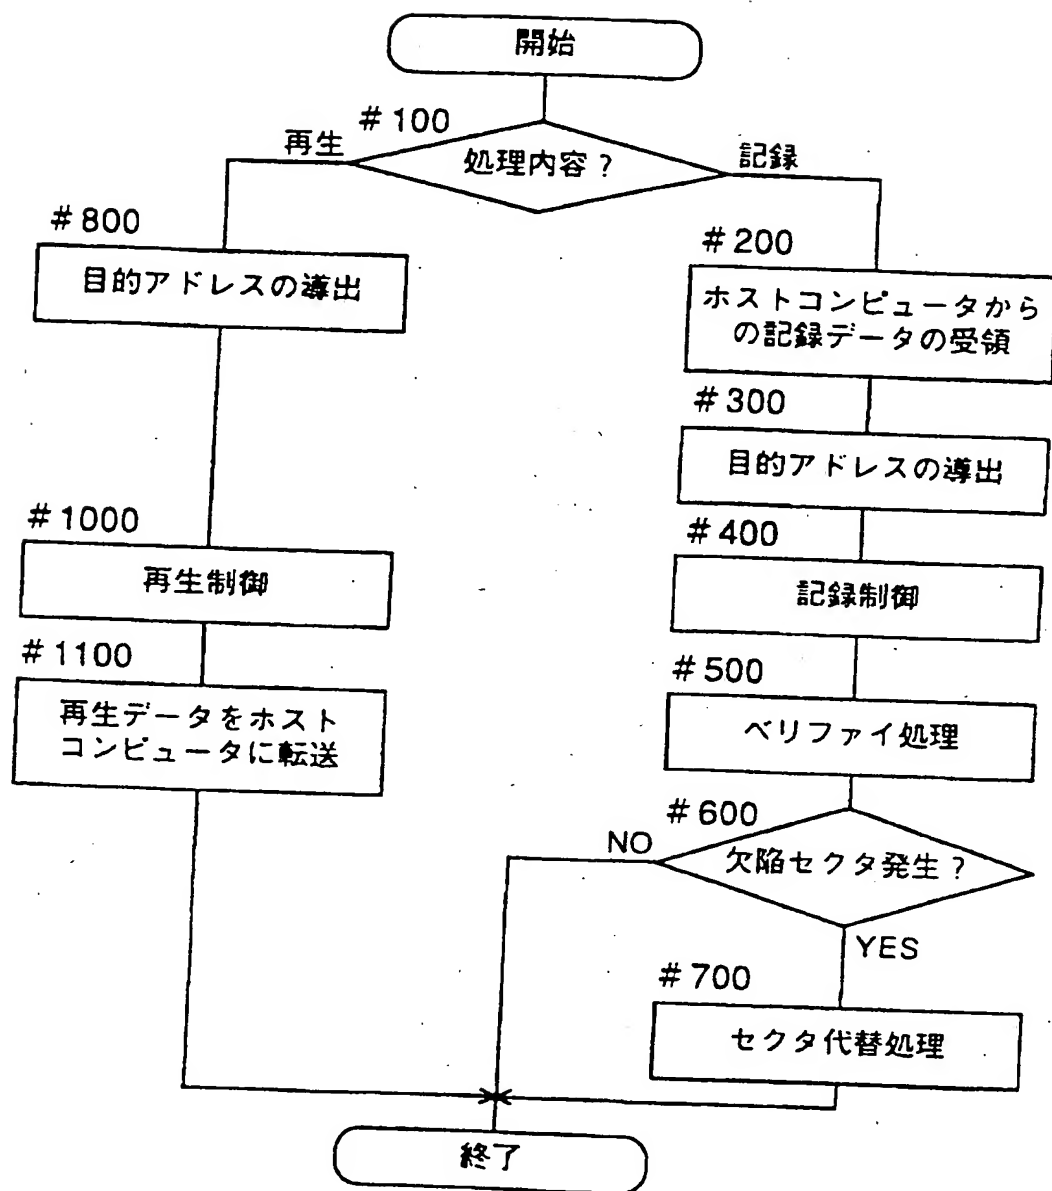 開始
#100
処理内容?
再生
記録
#800
目的アドレスの導出
#1000
再生制御
#1100
再生データをホスト
コンピュータに転送
#200
ホストコンピュータから
の記録データの受領
#300
目的アドレスの導出
#400
記録制御
#500
ベリファイ処理
#600
欠陥セクタ発生?
NO
YES
#700
セクタ代替処理
終了